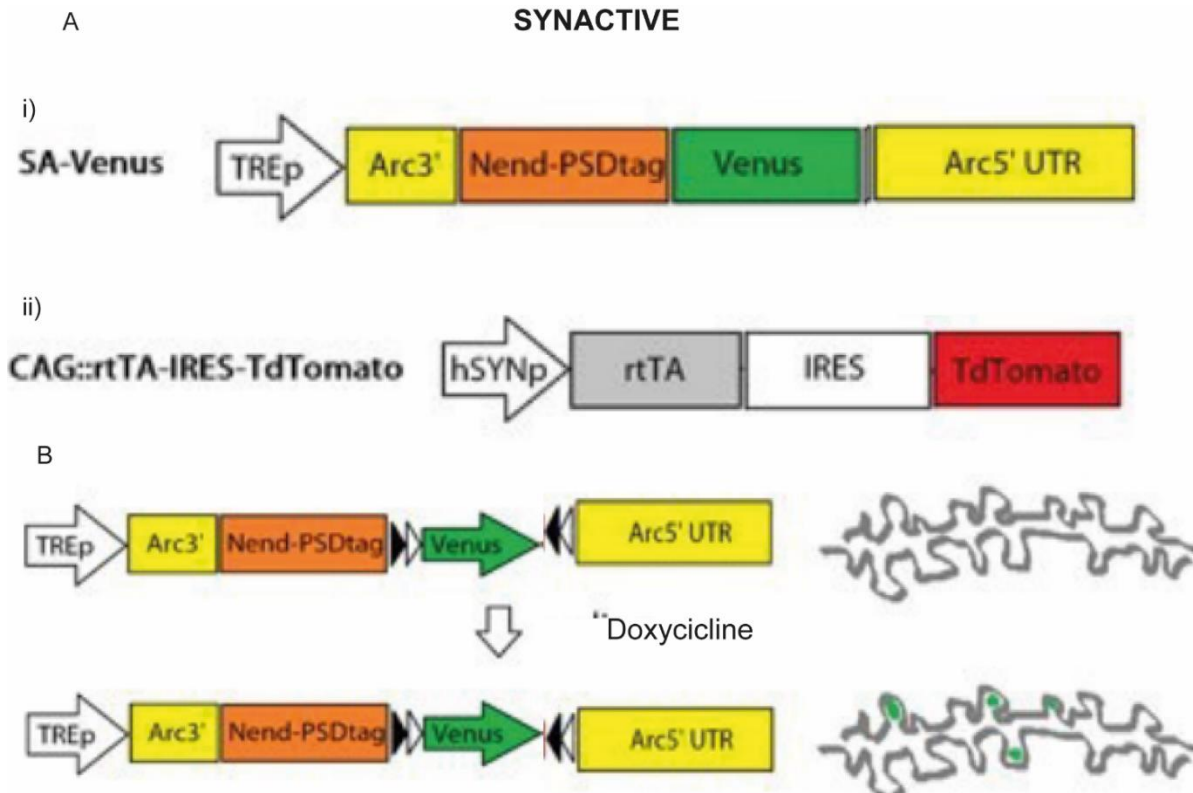 A
SYNACTIVE
i)
SA-Venus
TREp
Arc3'
Nend-PSDtag
Venus
Arc5' UTR
ii)
CAG::rtTA-IRES-TdTomato
hSYNp
rtTA
IRES
TdTomato
B
TREp
Arc3'
Nend-PSDtag
Venus
Arc5' UTR
Doxycicline
TREp
Arc3'
Nend-PSDtag
Venus
Arc5' UTR